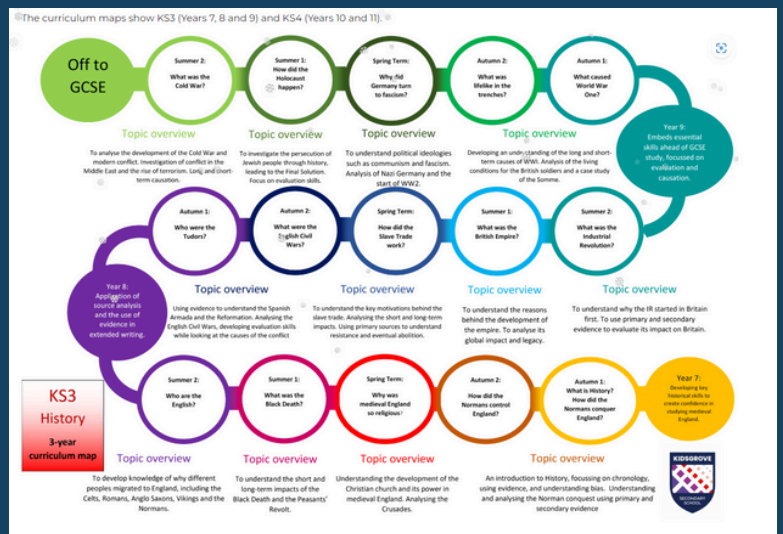 The curriculum maps show KS3 (Years 7, 8 and 9) and KS4 (Years 10 and 11).
Off to
GCSE
Summer 2:
What was the
Cold War?
Summer 1:
How did the
Holocaust
happen?
Spring Term:
Why did
Germany turn
to fascism?
Autumn 2:
What was
lifelike in the
trenches?
Autumn 1:
What caused
World War
One?
Topic overview
To analyse the development of the Cold War and
modern conflict. Investigation of conflict in the
Middle East and the rise of terrorism. Long and short-
term causation.
Topic overview
To investigate the persecution of
Jewish people through history,
leading to the Final Solution.
Focus on evaluation skills.
Topic overview
To understand political ideologies
such as communism and fascism.
Analysis of Nazi Germany and the
start of WW2.
Topic overview
Developing an understanding of the long and short-
term causes of WWI. Analysis of the living
conditions for the British soldiers and a case study
of the Somme.
Year 9:
Embeds essential
skills ahead of GCSE
study, focussed on
evaluation and
causation.
Autumn 1:
Who were the
Tudors?
Autumn 2:
What were the
English Civil
Wars?
Spring Term:
How did the
Slave Trade
work?
Summer 1:
What was the
British Empire?
Summer 2:
What was the
Industrial
Revolution?
Year 8:
Application of
source analysis
and the use of
evidence in
extended writing.
Topic overview
Using evidence to understand the Spanish
Armada and the Reformation. Analysing the
English Civil Wars, developing evaluation skills
while looking at the causes of the conflict
Topic overview
To understand the key motivations behind the
slave trade. Analysing the short and long-term
impacts. Using primary sources to understand
resistance and eventual abolition.
Topic overview
To understand the reasons
behind the development of
the empire. To analyse its
global impact and legacy.
Topic overview
To understand why the IR started in Britain
first. To use primary and secondary
evidence to evaluate its impact on Britain.
KS3
History
3-year
curriculum map
Summer 2:
Who are the
English?
Summer 1:
What was the
Black Death?
Spring Term:
Why was
medieval England
so religious?
Autumn 2:
How did the
Normans control
England?
Autumn 1:
What is History?
How did the
Normans conquer
England?
Year 7:
Developing key
historical skills to
create confidence in
studying medieval
England.
Topic overview
To develop knowledge of why different
peoples migrated to England, including the
Celts, Romans, Anglo Saxons, Vikings and the
Normans.
Topic overview
To understand the short and
long-term impacts of the
Black Death and the Peasants'
Revolt.
Topic overview
Understanding the development of the
Christian church and its power in
medieval England. Analysing the
Crusades.
Topic overview
An introduction to History, focussing on chronology,
using evidence, and understanding bias. Understanding
and analysing the Norman conquest using primary and
secondary evidence
KIDSGROVE
SECONDARY
SCHOOL